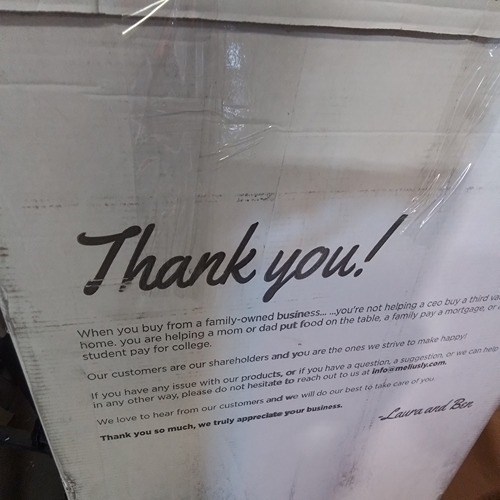 Thank you!
When you buy from a family-owned business... ...you're not helping a ceo buy a third
home. you are helping a mom or dad put food on the table, a family pay a mortgage, or
student pay for college.
Our customers are our shareholders and you are the ones we strive to make happy!
If you have any issue with our products, or if you have a question, a suggestion, or we can help
in any other way, please do not hesitate to reach out to us at info@mellusly.com.
We love to hear from our customers and we will do our best to take care of you.
Thank you so much, we truly appreciate your business.
-Laura and Ben